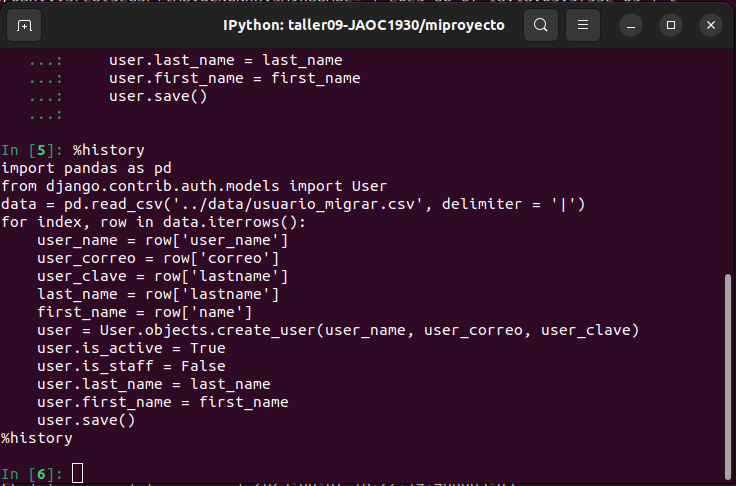 IPython: taller09-JAOC1930/miproyecto
...:     user.last_name = last_name
...:     user.first_name = first_name
...:     user.save()
...:
In [5]: %history
import pandas as pd
from django.contrib.auth.models import User
data = pd.read_csv('../data/usuario_migrar.csv', delimiter = '|')
for index, row in data.iterrows():
    user_name = row['user_name']
    user_correo = row['correo']
    user_clave = row['lastname']
    last_name = row['lastname']
    first_name = row['name']
    user = User.objects.create_user(user_name, user_correo, user_clave)
    user.is_active = True
    user.is_staff = False
    user.last_name = last_name
    user.first_name = first_name
    user.save()
%history
In [6]: